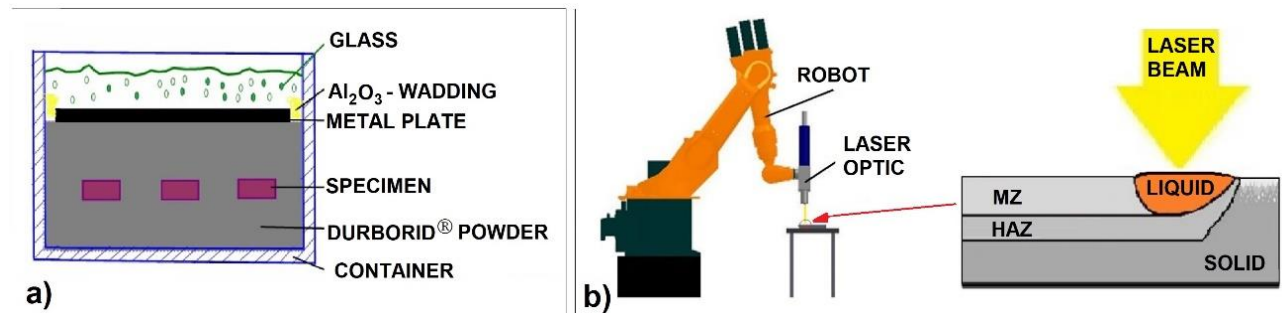 GLASS
Al₂O₃ - WADDING
METAL PLATE
SPECIMEN
DURBORID® POWDER
CONTAINER
a)
ROBOT
LASER
OPTIC
b)
LASER
BEAM
LIQUID
MZ
HAZ
SOLID